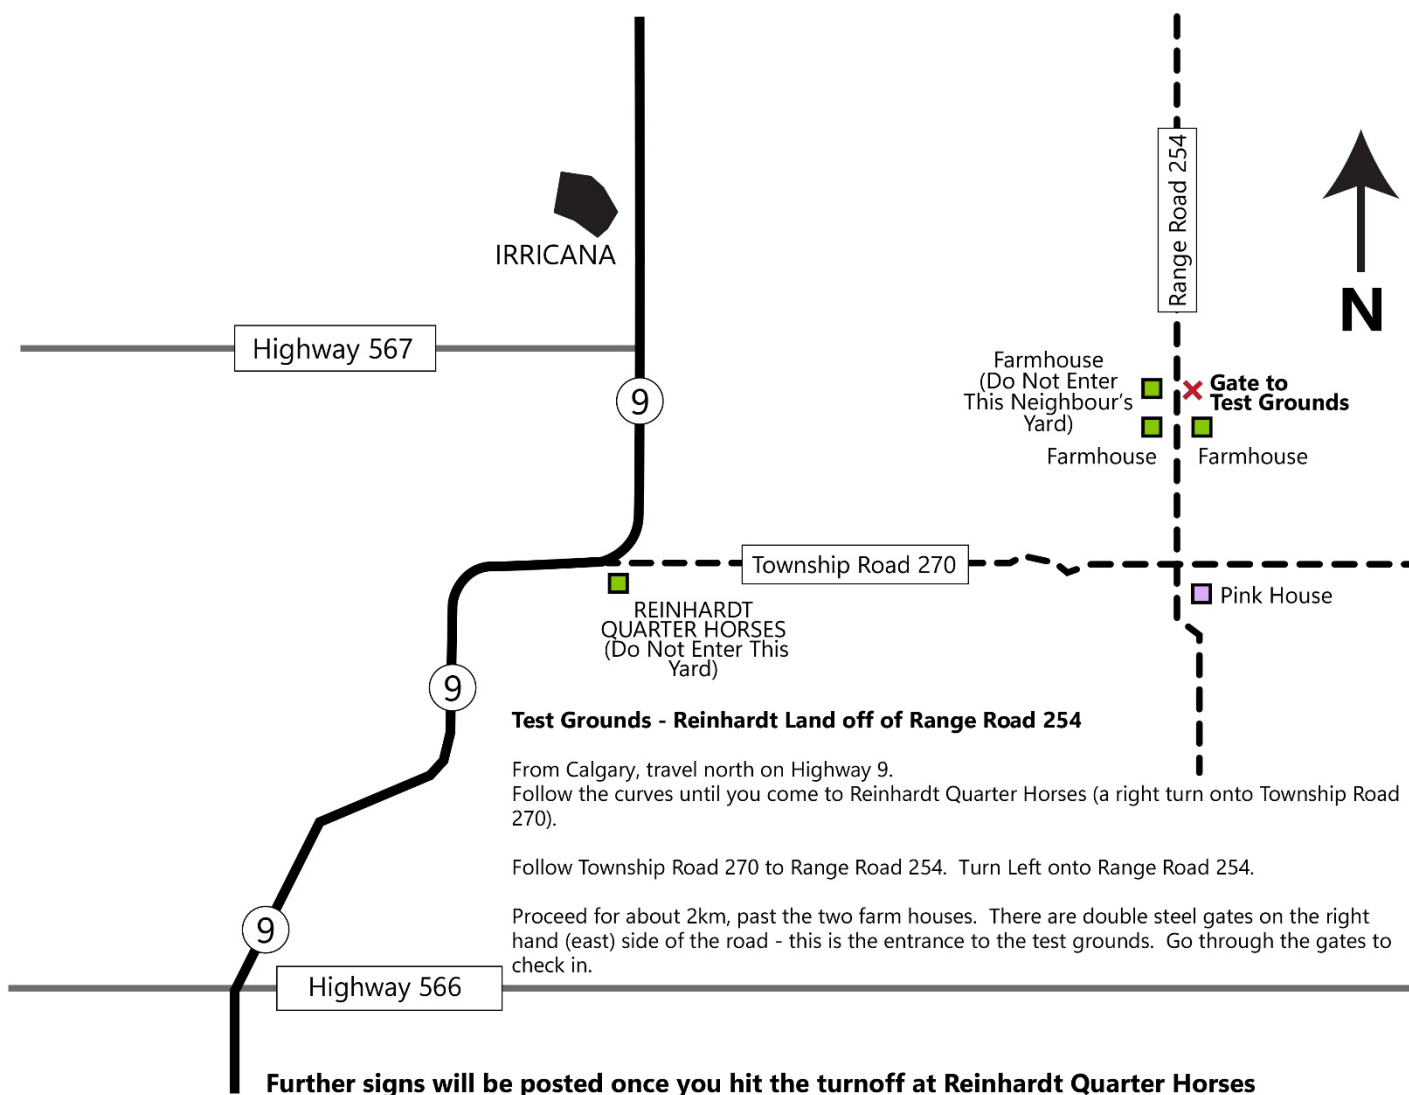 Range Road 254
IRRICANA
N
Highway 567
Farmhouse
(Do Not Enter
This Neighbour's
Yard)
Gate to
Test Grounds
9
Farmhouse
Farmhouse
Township Road 270
Pink House
REINHARDT
QUARTER HORSES
(Do Not Enter This
Yard)
9
Test Grounds - Reinhardt Land off of Range Road 254
From Calgary, travel north on Highway 9.
Follow the curves until you come to Reinhardt Quarter Horses (a right turn onto Township Road
270).
Follow Township Road 270 to Range Road 254.  Turn Left onto Range Road 254.
Proceed for about 2km, past the two farm houses.  There are double steel gates on the right
hand (east) side of the road - this is the entrance to the test grounds.  Go through the gates to
check in.
9
Highway 566
Further signs will be posted once you hit the turnoff at Reinhardt Quarter Horses